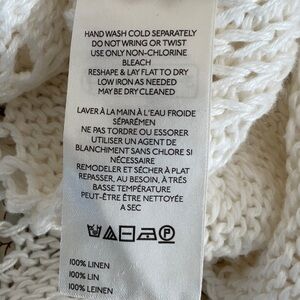 HAND WASH COLD SEPARATELY
DO NOT WRING OR TWIST
USE ONLY NON-CHLORINE
BLEACH
RESHAPE & LAY FLAT TO DRY
LOW IRON AS NEEDED
MAY BE DRY CLEANED
LAVER À LA MAIN À L'EAU FROIDE
SÉPARÉMEN
NE PAS TORDRE OU ESSORER
UTILISER UN AGENT DE
BLANCHIMENT SANS CHLORE SI
NÉCESSAIRE
REMODELER ET SÉCHER À PLAT
REPASSER, AU BESOIN, À TRÉS
BASSE TEMPÉRATURE
PEUT-ÊTRE ÊTRE NETTOYÉE
A SEC
100% LINEN
100% LIN
100% LEINEN